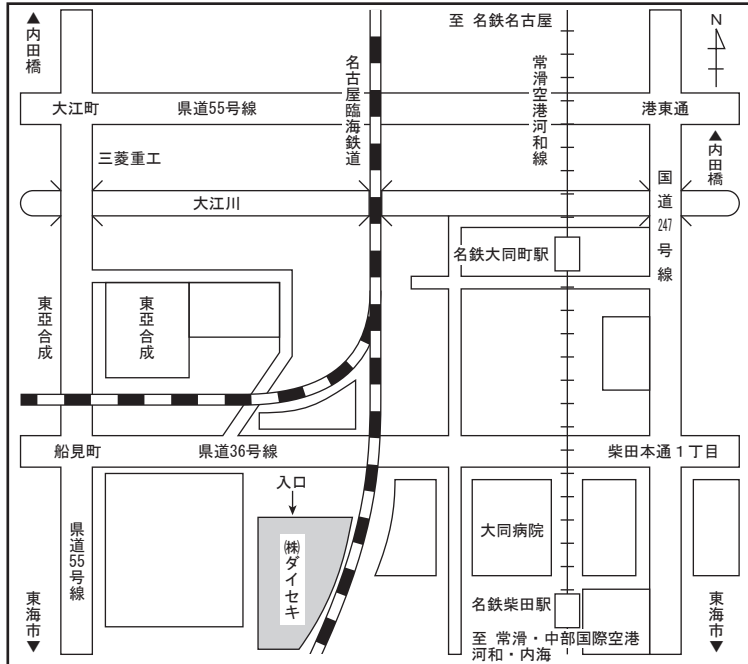 ▲内田橋
名古屋臨海鉄道
至 名鉄名古屋
常滑空港河和線
N
大江町
県道55号線
港東通
三菱重工
▲内田橋
大江川
国道247号線
名鉄大同町駅
東亞合成
東亞合成
船見町
県道36号線
柴田本通1丁目
入口
㈱ダイセキ
大同病院
県道55号線
名鉄柴田駅
東海市▼
至 常滑・中部国際空港
河和・内海
東海市▼